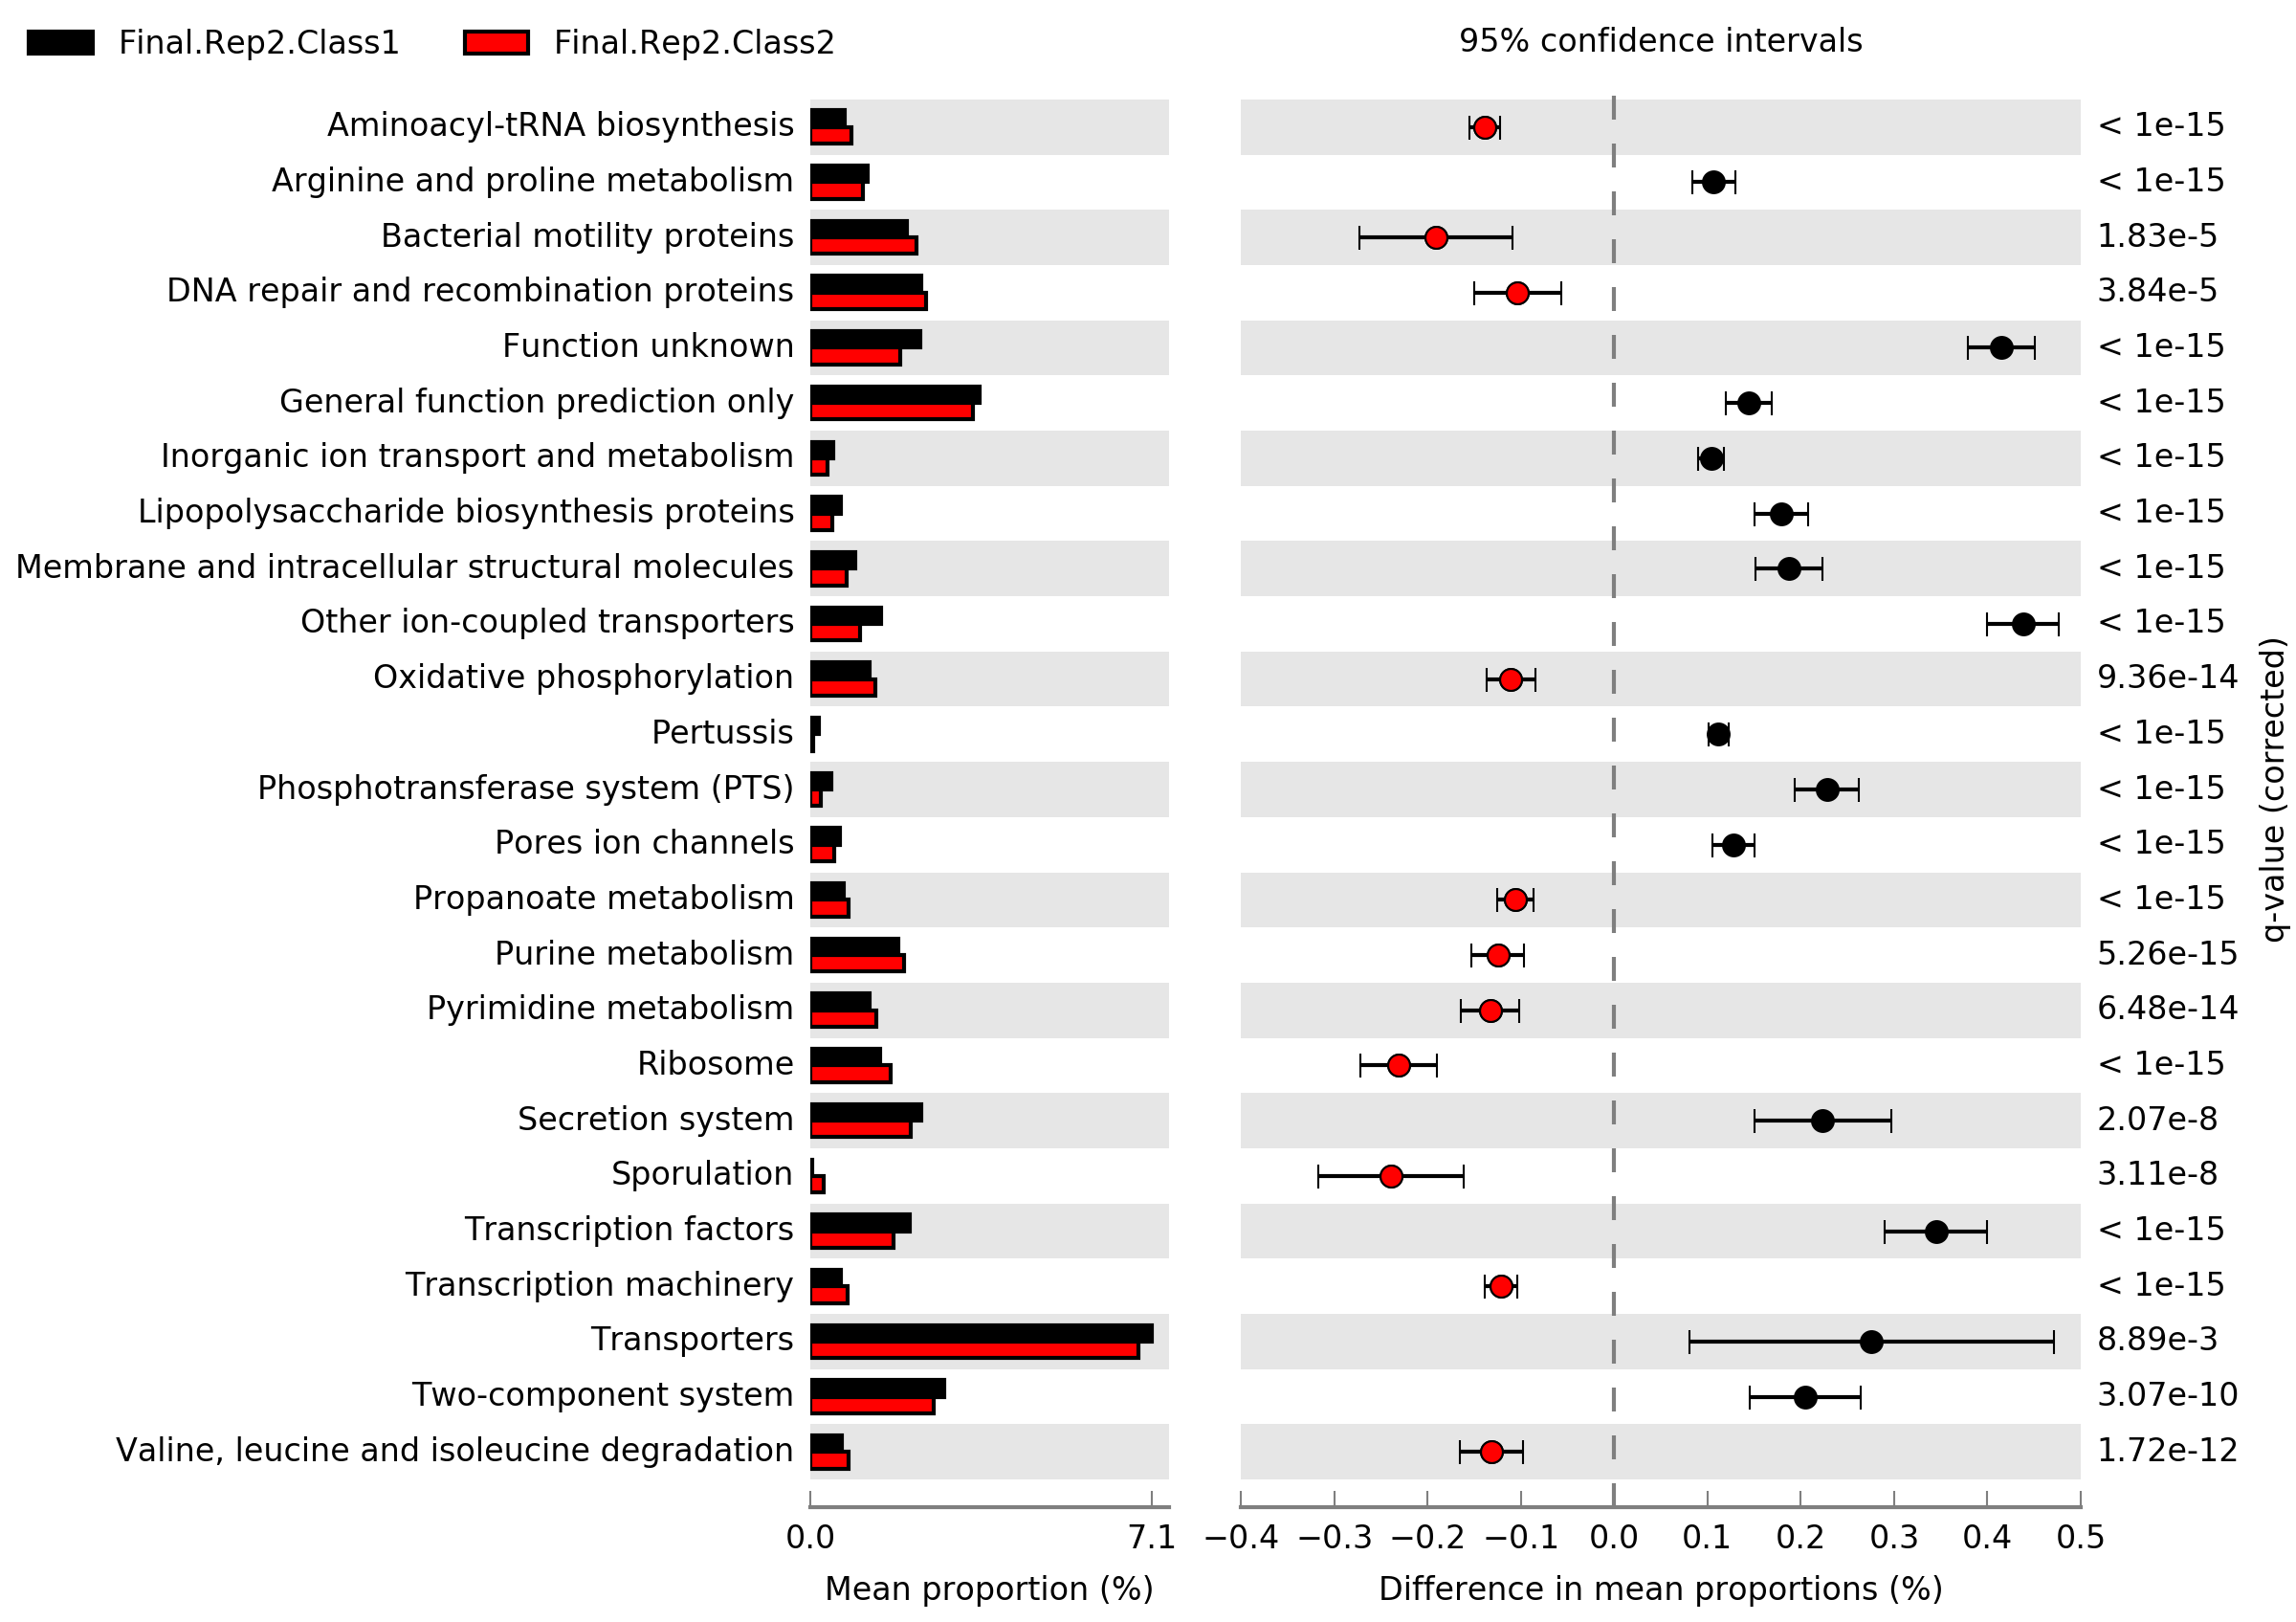 Final.Rep2.Class1 Final.Rep2.Class2
95% confidence intervals
Aminoacyl-tRNA biosynthesis < 1e-15
Arginine and proline metabolism < 1e-15
Bacterial motility proteins 1.83e-5
DNA repair and recombination proteins 3.84e-5
Function unknown < 1e-15
General function prediction only < 1e-15
Inorganic ion transport and metabolism < 1e-15
Lipopolysaccharide biosynthesis proteins < 1e-15
Membrane and intracellular structural molecules < 1e-15
Other ion-coupled transporters < 1e-15
Oxidative phosphorylation 9.36e-14
Pertussis < 1e-15
Phosphotransferase system (PTS) < 1e-15
Pores ion channels < 1e-15
Propanoate metabolism < 1e-15
Purine metabolism 5.26e-15
Pyrimidine metabolism 6.48e-14
Ribosome < 1e-15
Secretion system 2.07e-8
Sporulation 3.11e-8
Transcription factors < 1e-15
Transcription machinery < 1e-15
Transporters 8.89e-3
Two-component system 3.07e-10
Valine, leucine and isoleucine degradation 1.72e-12
q-value (corrected)
0.0 7.1 −0.4 −0.3 −0.2 −0.1 0.0 0.1 0.2 0.3 0.4 0.5
Mean proportion (%) Difference in mean proportions (%)